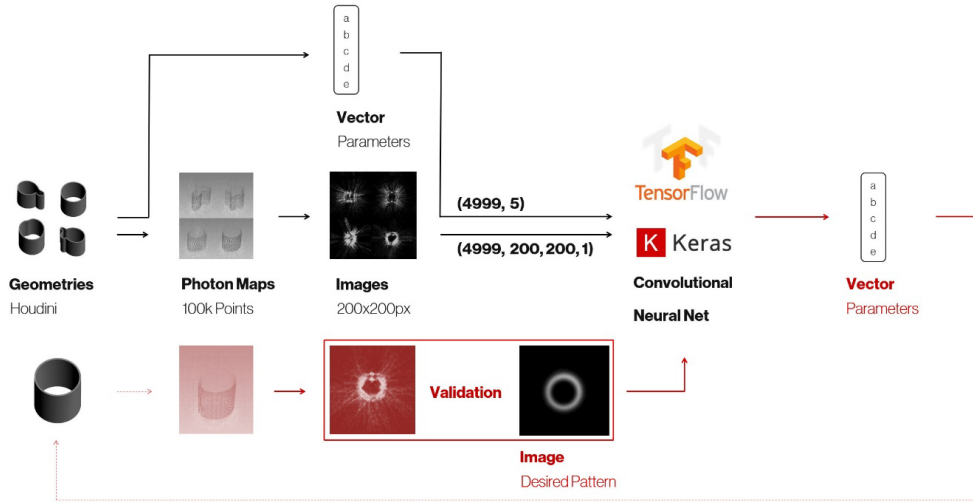 a
b
c
d
e
Vector
Parameters
TensorFlow
(4999, 5)
a
b
c
d
e
K Keras
(4999, 200, 200, 1)
Geometries
Houdini
Photon Maps
100k Points
Images
200x200px
Convolutional
Neural Net
Vector
Parameters
Validation
Image
Desired Pattern